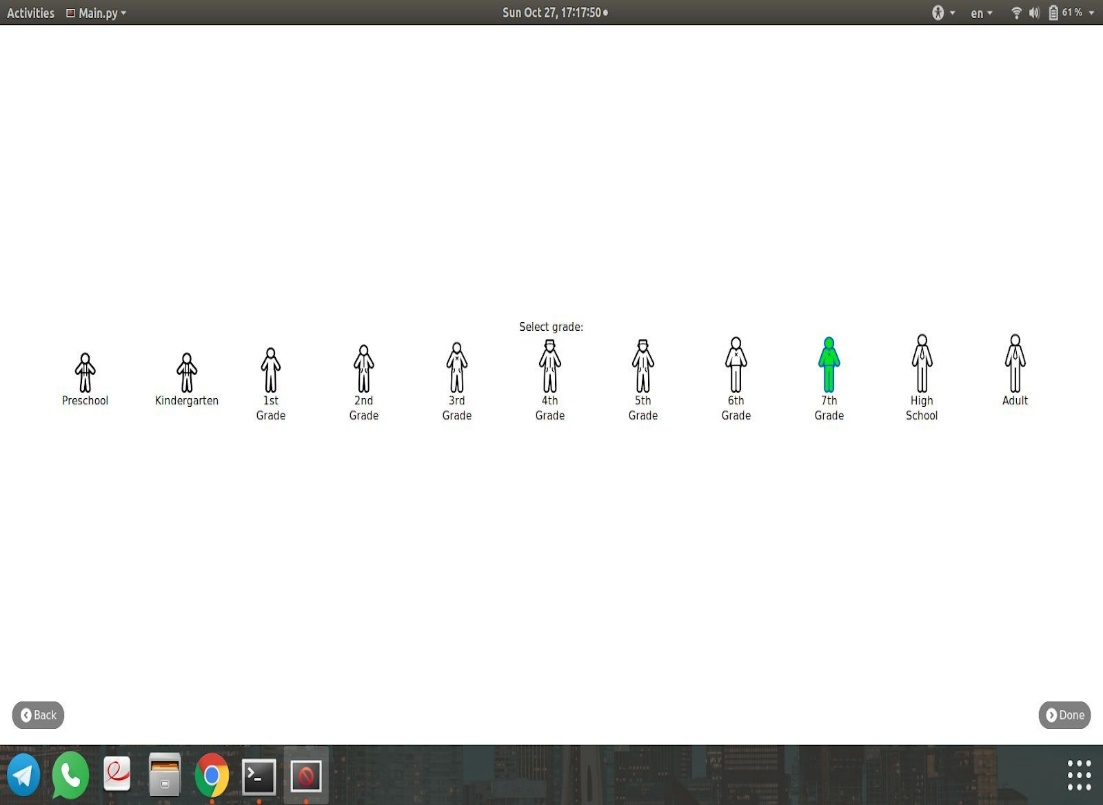 Activities Main.py Sun Oct 27, 17:17:50 en 61 %
Select grade:
Preschool Kindergarten 1st 2nd 3rd 4th 5th 6th 7th High Adult
Grade Grade Grade Grade Grade Grade Grade School
Back Done